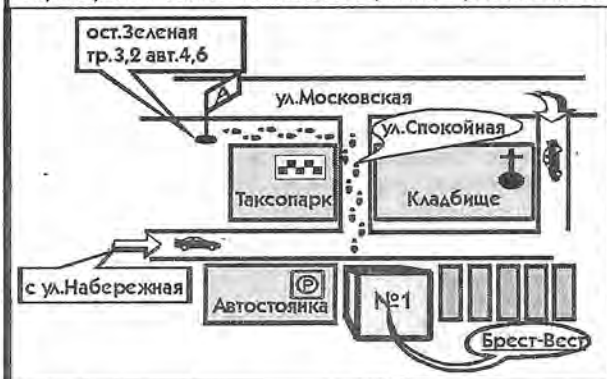 ост.Зеленая
тр.3,2 авт.4,6
А
ул.Московская
ул.Спокойная
Таксопарк
Кладбище
с ул.Набережная
Р
Автостоянка
№1
Брест-Вест